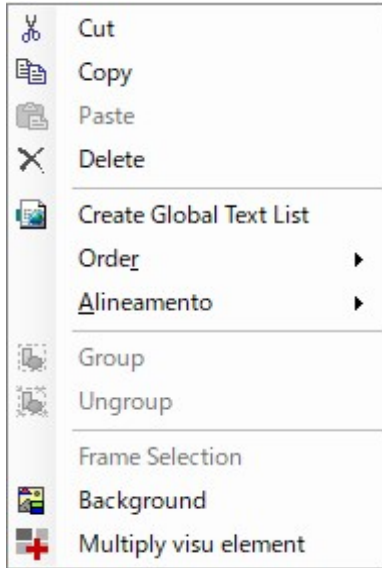 Cut
Copy
Paste
Delete
Create Global Text List
Order
Alineamento
Group
Ungroup
Frame Selection
Background
Multiply visu element